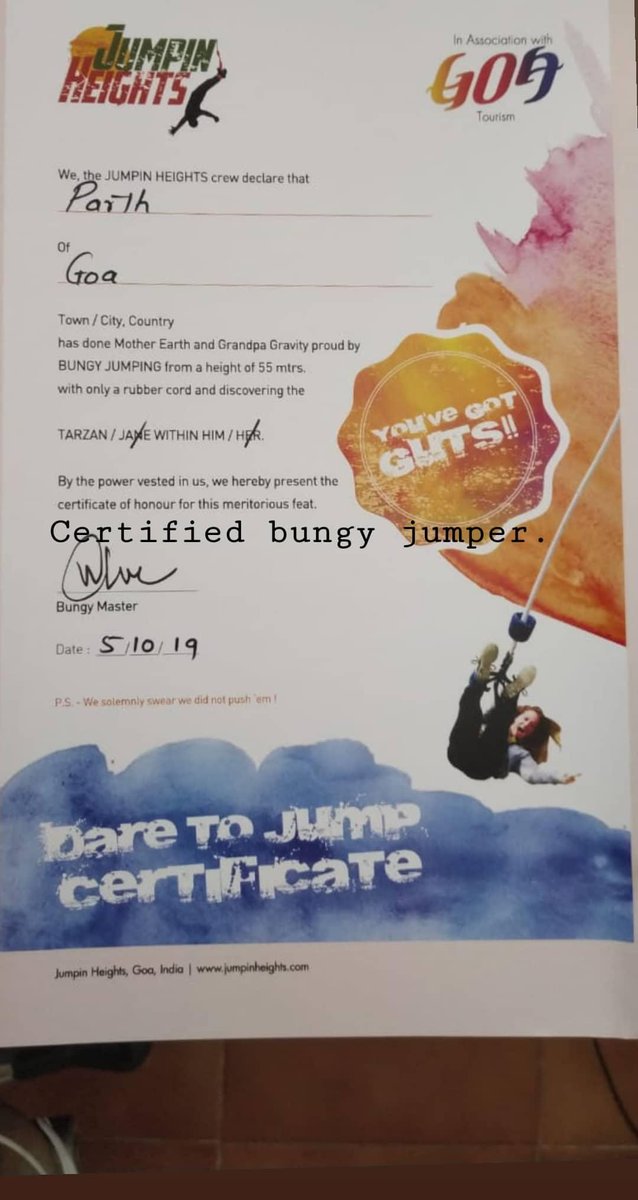 JUMPIN
HEIGHTS
In Association with
GOA
Tourism
We, the JUMPIN HEIGHTS crew declare that
Parth
Of
Goa
Town / City, Country
has done Mother Earth and Grandpa Gravity proud by
BUNGY JUMPING from a height of 55 mtrs.
with only a rubber cord and discovering the
TARZAN / JANE WITHIN HIM / HER.
YOU'VE GOT
GUTS!!
By the power vested in us, we hereby present the
certificate of honour for this meritorious feat.
Certified bungy jumper.
Bungy Master
Date : 5/10/19
P.S. - We solemnly swear we did not push 'em !
Dare to Jump
Certificate
Jumpin Heights, Goa, India | www.jumpinheights.com